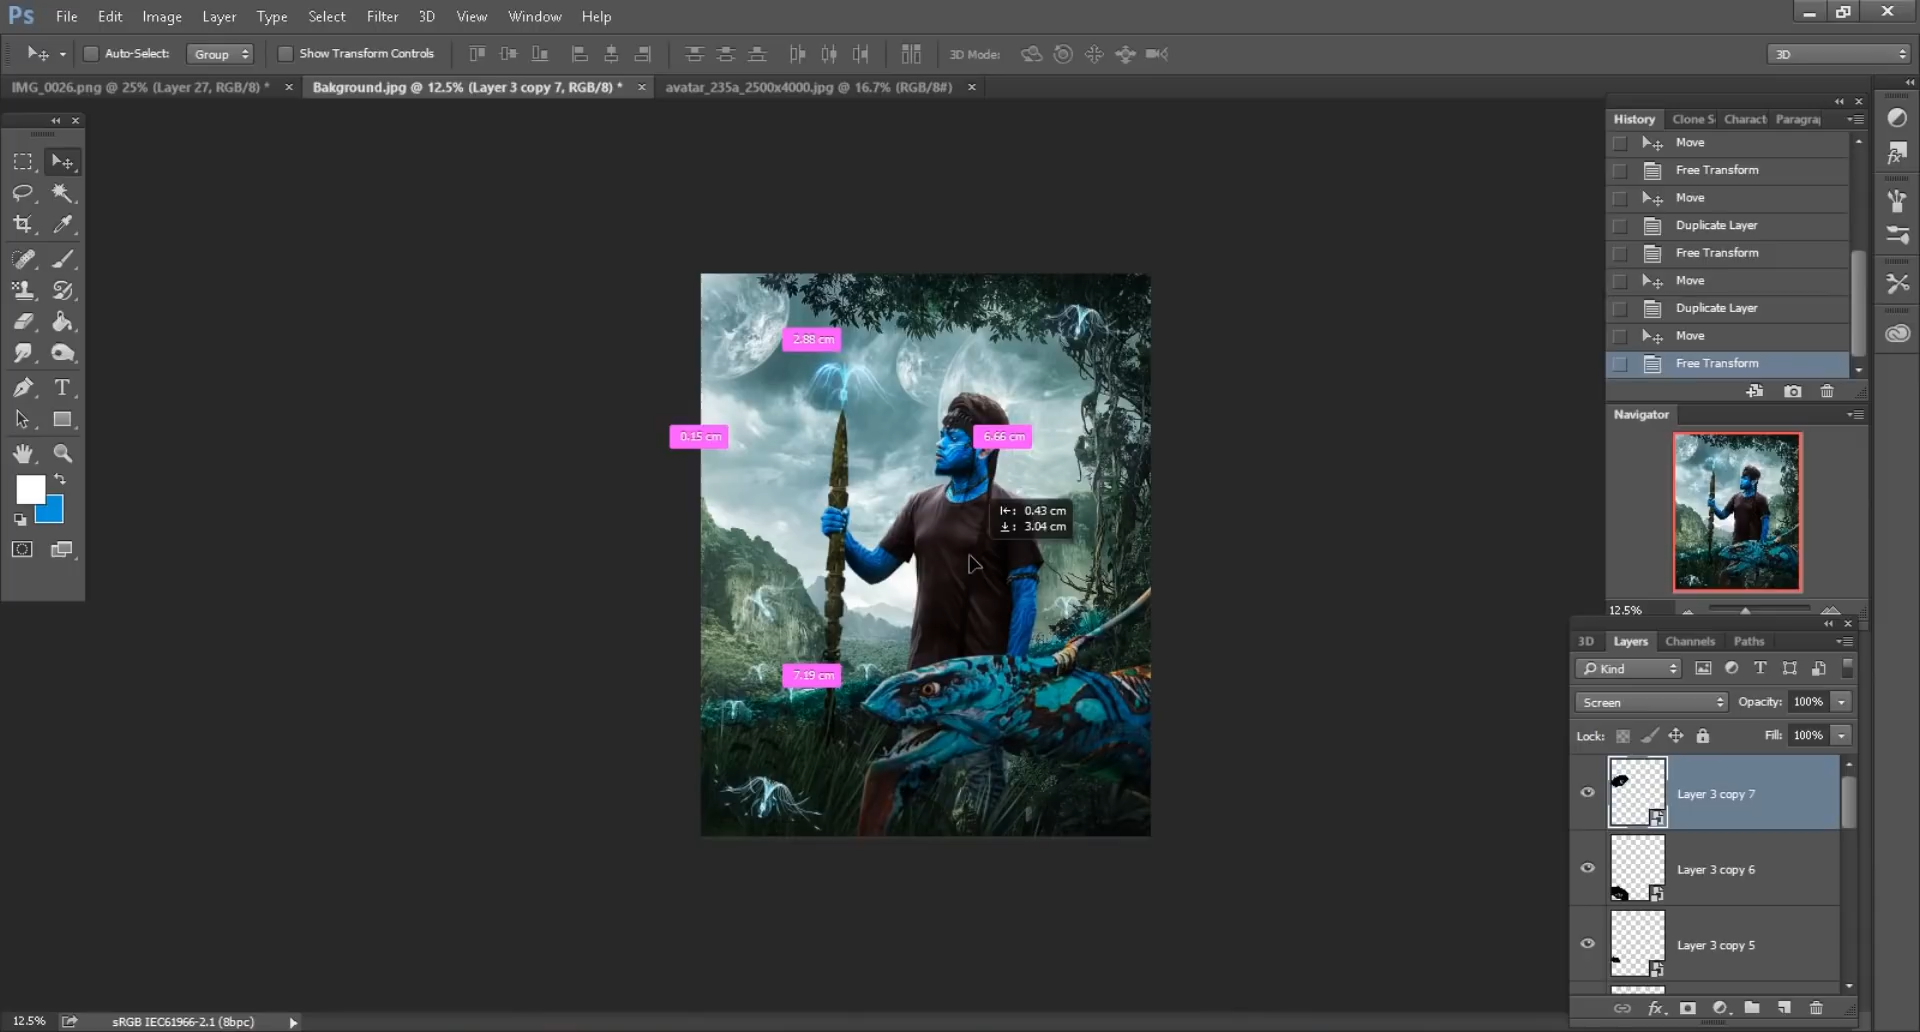 Ps File Edit Image Layer Type Select Filter 3D View Window Help
Auto-Select: Group Show Transform Controls 3D Mode: 3D
IMG_0026.png @ 25% (Layer 27, RGB/8) * Bakground.jpg @ 12.5% (Layer 3 copy 7, RGB/8) * avatar_235a_2500x4000.jpg @ 16.7% (RGB/8#)
History Clone S Charact Paragra
Move
Free Transform
Move
Duplicate Layer
Free Transform
Move
Duplicate Layer
Move
Free Transform
Navigator
12.5%
2.88 cm
0.15 cm
6.66 cm
0.43 cm
3.04 cm
7.19 cm
3D Layers Channels Paths
Kind
Screen Opacity: 100%
Lock: Fill: 100%
Layer 3 copy 7
Layer 3 copy 6
Layer 3 copy 5
12.5% sRGB IEC61966-2.1 (8bpc)